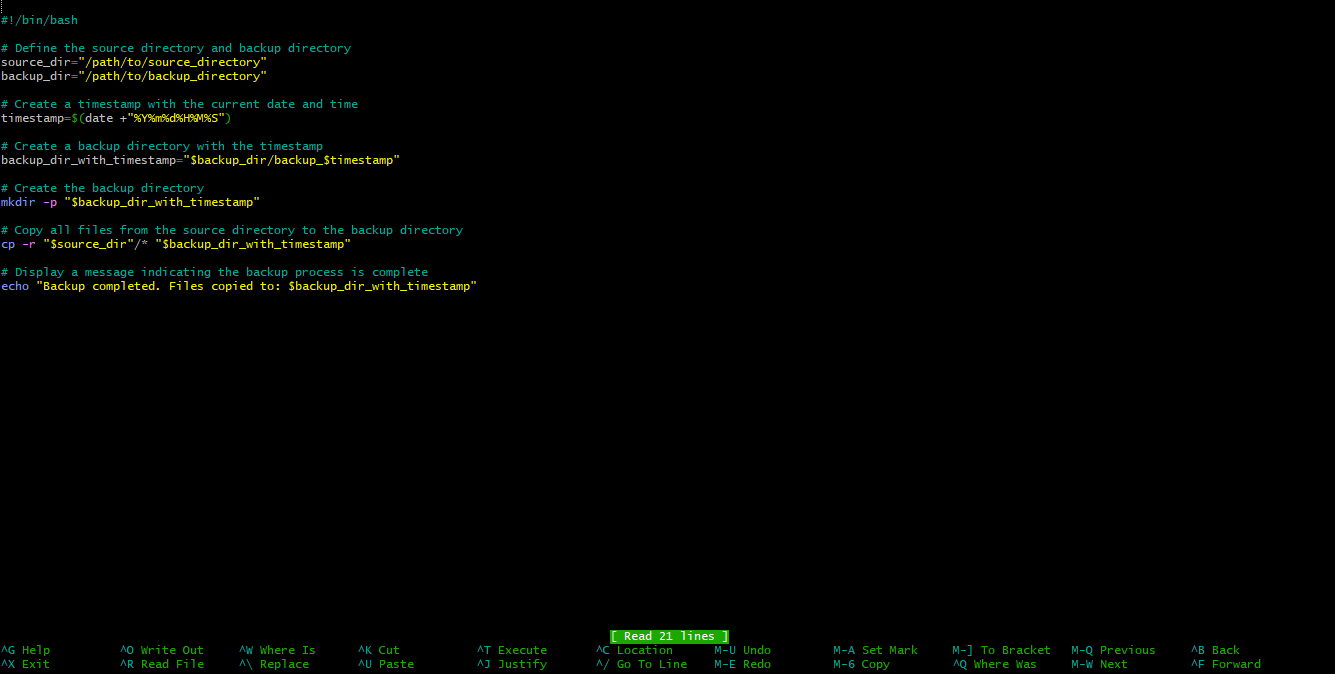 #!/bin/bash
# Define the source directory and backup directory
source_dir="/path/to/source_directory"
backup_dir="/path/to/backup_directory"
# Create a timestamp with the current date and time
timestamp=$(date +"%Y%m%d%H%M%S")
# Create a backup directory with the timestamp
backup_dir_with_timestamp="$backup_dir/backup_$timestamp"
# Create the backup directory
mkdir -p "$backup_dir_with_timestamp"
# Copy all files from the source directory to the backup directory
cp -r "$source_dir"/* "$backup_dir_with_timestamp"
# Display a message indicating the backup process is complete
echo "Backup completed. Files copied to: $backup_dir_with_timestamp"
[ Read 21 lines ]
^G Help ^O Write Out ^W Where Is ^K Cut ^T Execute ^C Location M-U Undo M-A Set Mark M-] To Bracket M-Q Previous ^B Back
^X Exit ^R Read File ^\ Replace ^U Paste ^J Justify ^/ Go To Line M-E Redo M-6 Copy ^Q Where Was M-W Next ^F Forward